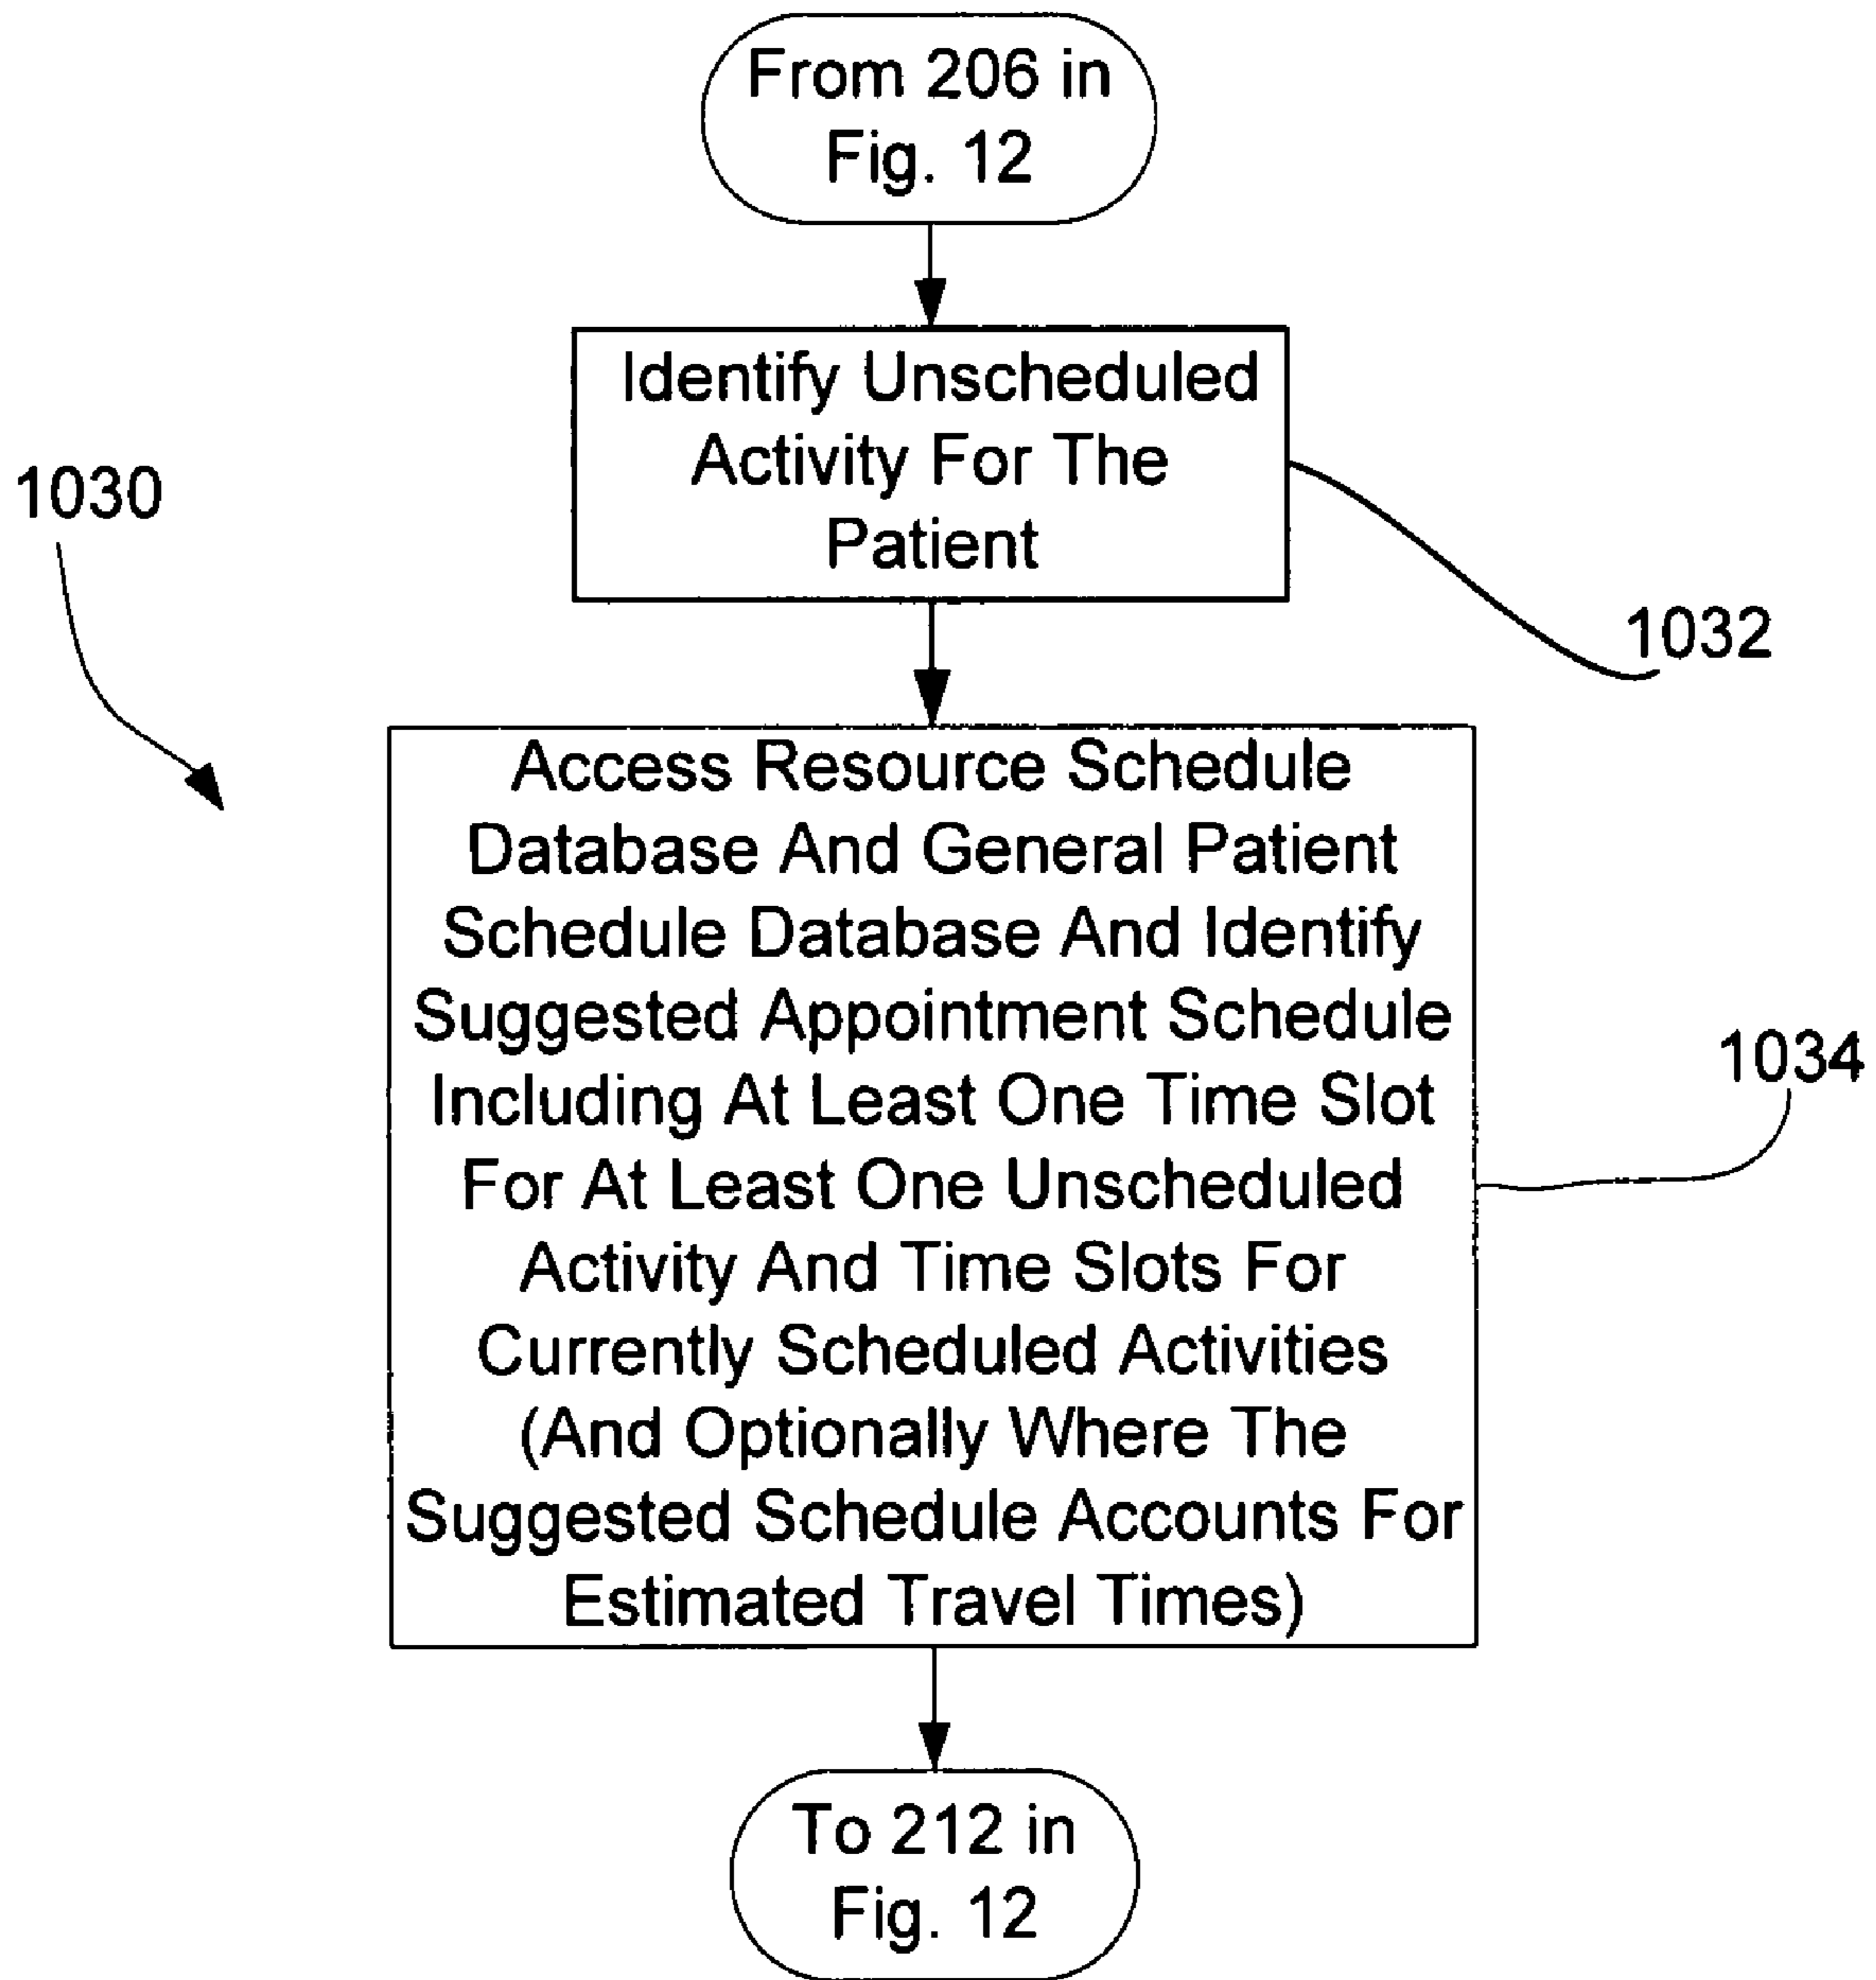 From 206 in
Fig. 12
Identify Unscheduled
Activity For The
Patient
1030
1032
Access Resource Schedule
Database And General Patient
Schedule Database And Identify
Suggested Appointment Schedule
Including At Least One Time Slot
For At Least One Unscheduled
Activity And Time Slots For
Currently Scheduled Activities
(And Optionally Where The
Suggested Schedule Accounts For
Estimated Travel Times)
1034
To 212 in
Fig. 12